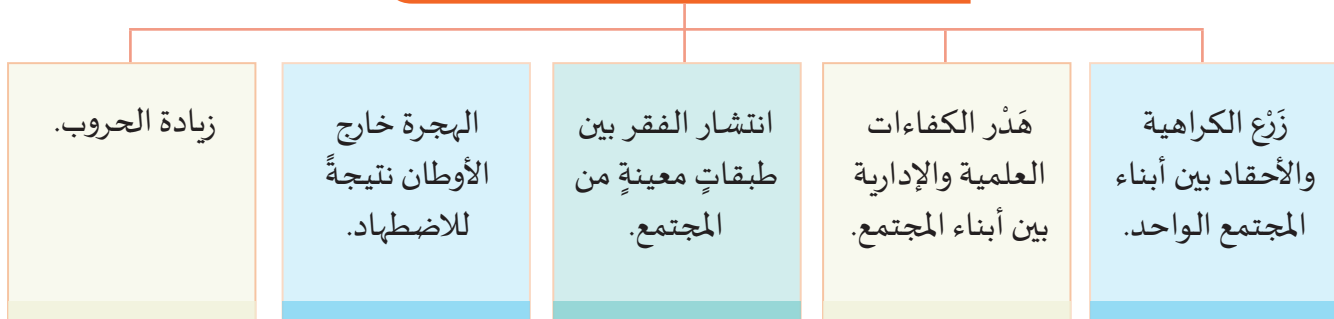 زَرْع الكراهية
والأحقاد بين أبناء
المجتمع الواحد.
هَدْر الكفاءات
العلمية والإدارية
بين أبناء المجتمع.
انتشار الفقر بين
طبقاتٍ معينةٍ من
المجتمع.
الهجرة خارج
الأوطان نتيجةً
للاضطهاد.
زيادة الحروب.